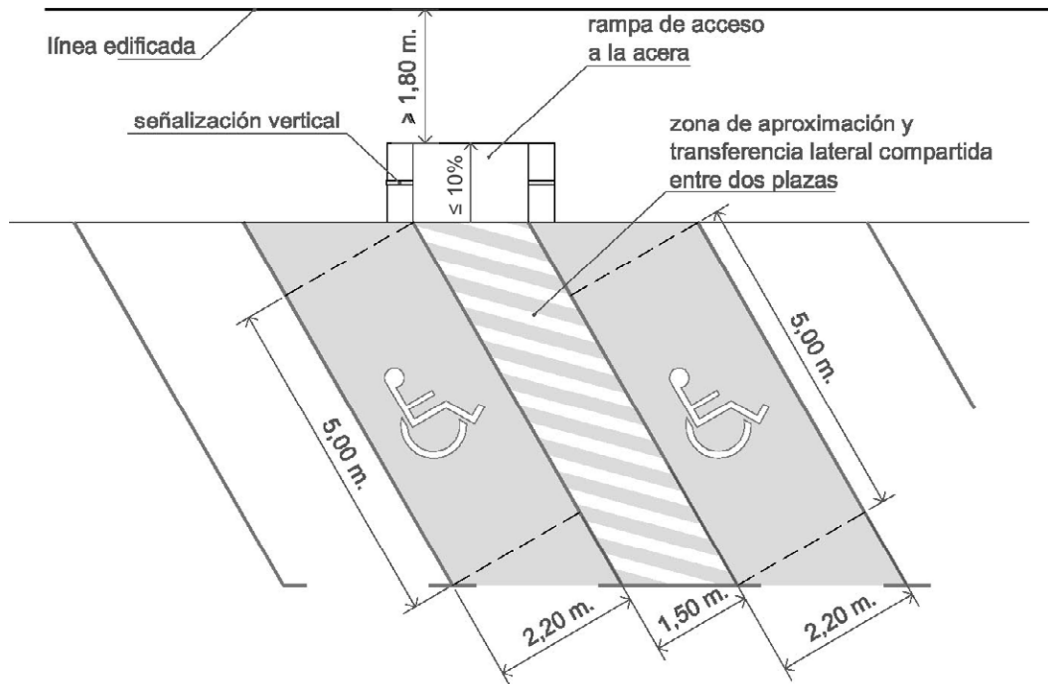 línea edificada
≥ 1,80 m.
rampa de acceso
a la acera
señalización vertical
≤ 10%
zona de aproximación y
transferencia lateral compartida
entre dos plazas
5,00 m.
5,00 m.
2,20 m.
1,50 m.
2,20 m.